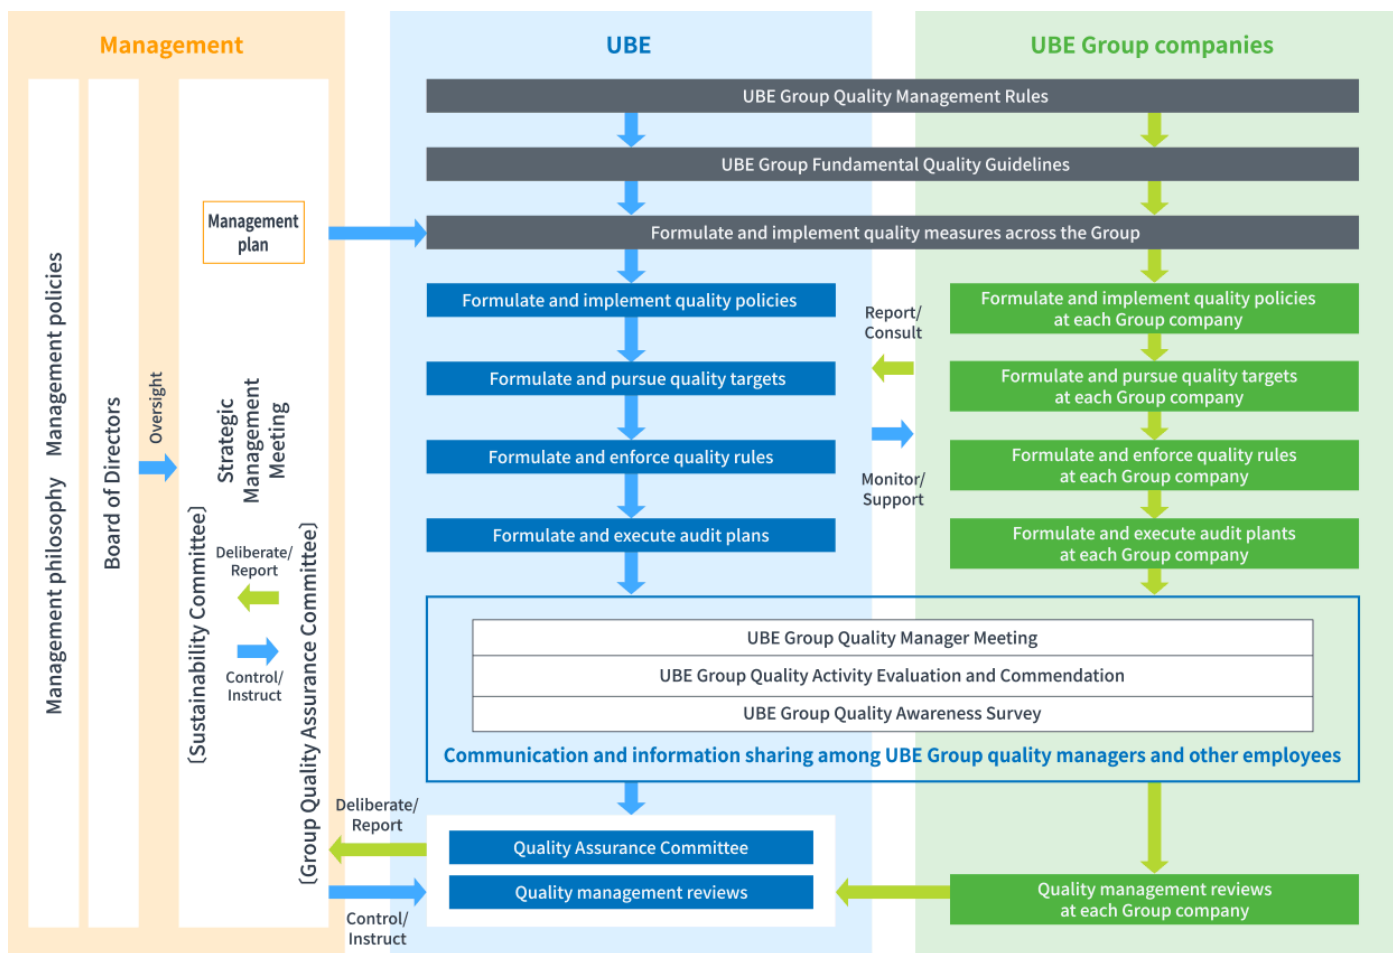 Management
Management philosophy Management policies
Board of Directors
Oversight
Management
plan
Strategic
Management
Meeting
(Sustainability Committee)
Deliberate/
Report
Control/
Instruct
(Group Quality Assurance Committee)
UBE
UBE Group companies
UBE Group Quality Management Rules
UBE Group Fundamental Quality Guidelines
Formulate and implement quality measures across the Group
Formulate and implement quality policies
Formulate and pursue quality targets
Formulate and enforce quality rules
Formulate and execute audit plans
Report/
Consult
Monitor/
Support
Formulate and implement quality policies
at each Group company
Formulate and pursue quality targets
at each Group company
Formulate and enforce quality rules
at each Group company
Formulate and execute audit plants
at each Group company
UBE Group Quality Manager Meeting
UBE Group Quality Activity Evaluation and Commendation
UBE Group Quality Awareness Survey
Communication and information sharing among UBE Group quality managers and other employees
Deliberate/
Report
Control/
Instruct
Quality Assurance Committee
Quality management reviews
Quality management reviews
at each Group company